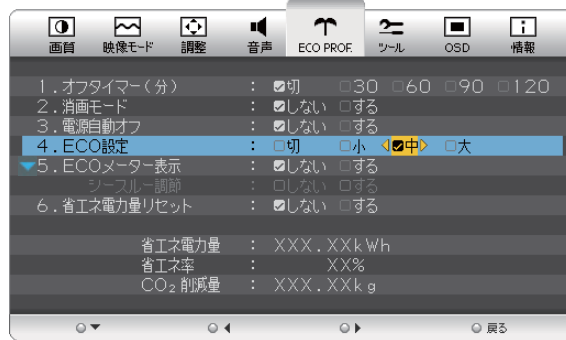 画質 映像モード 調整 音声 ECO PROF. ツール OSD 情報
1.オフタイマー(分) : ☑切 □30 □60 □90 □120
2.消画モード : ☑しない □する
3.電源自動オフ : ☑しない □する
4.ECO設定 : □切 □小 ☑中 □大
5.ECOメーター表示 : ☑しない □する
シースルー調節 : □しない □する
6.省エネ電力量リセット : ☑しない □する
省エネ電力量 : XXX.XXkWh
省エネ率 : XX%
CO₂削減量 : XXX.XXkg
戻る